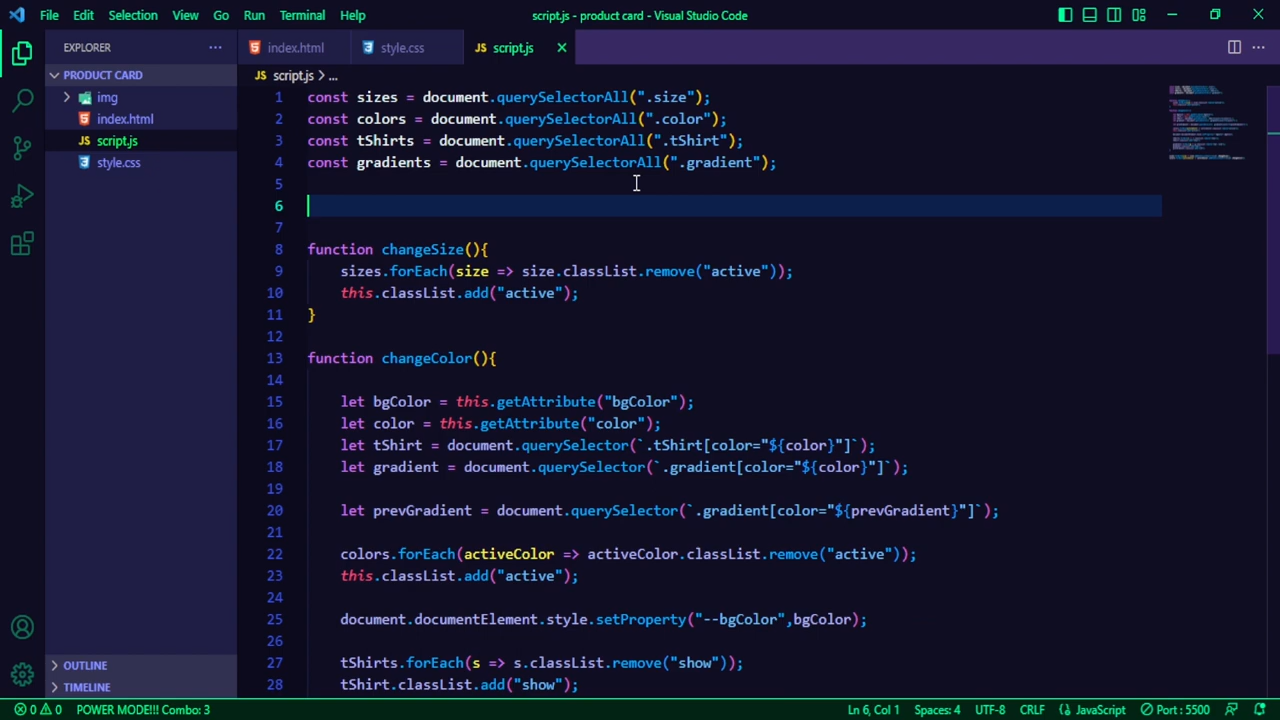 File Edit Selection View Go Run Terminal Help script.js - product card - Visual Studio Code
EXPLORER ···
PRODUCT CARD
img
index.html
script.js
style.css
OUTLINE
TIMELINE
index.html style.css JS script.js
JS script.js > ...
1 const sizes = document.querySelectorAll(".size");
2 const colors = document.querySelectorAll(".color");
3 const tShirts = document.querySelectorAll(".tShirt");
4 const gradients = document.querySelectorAll(".gradient");
5
6
7
8 function changeSize(){
9 sizes.forEach(size => size.classList.remove("active"));
10 this.classList.add("active");
11 }
12
13 function changeColor(){
14
15 let bgColor = this.getAttribute("bgColor");
16 let color = this.getAttribute("color");
17 let tShirt = document.querySelector(`.tShirt[color="${color}"]`);
18 let gradient = document.querySelector(`.gradient[color="${color}"]`);
19
20 let prevGradient = document.querySelector(`.gradient[color="${prevGradient}"]`);
21
22 colors.forEach(activeColor => activeColor.classList.remove("active"));
23 this.classList.add("active");
24
25 document.documentElement.style.setProperty("--bgColor",bgColor);
26
27 tShirts.forEach(s => s.classList.remove("show"));
28 tShirt.classList.add("show");
0 0 POWER MODE!!! Combo: 3 Ln 6, Col 1 Spaces: 4 UTF-8 CRLF {} JavaScript Port : 5500